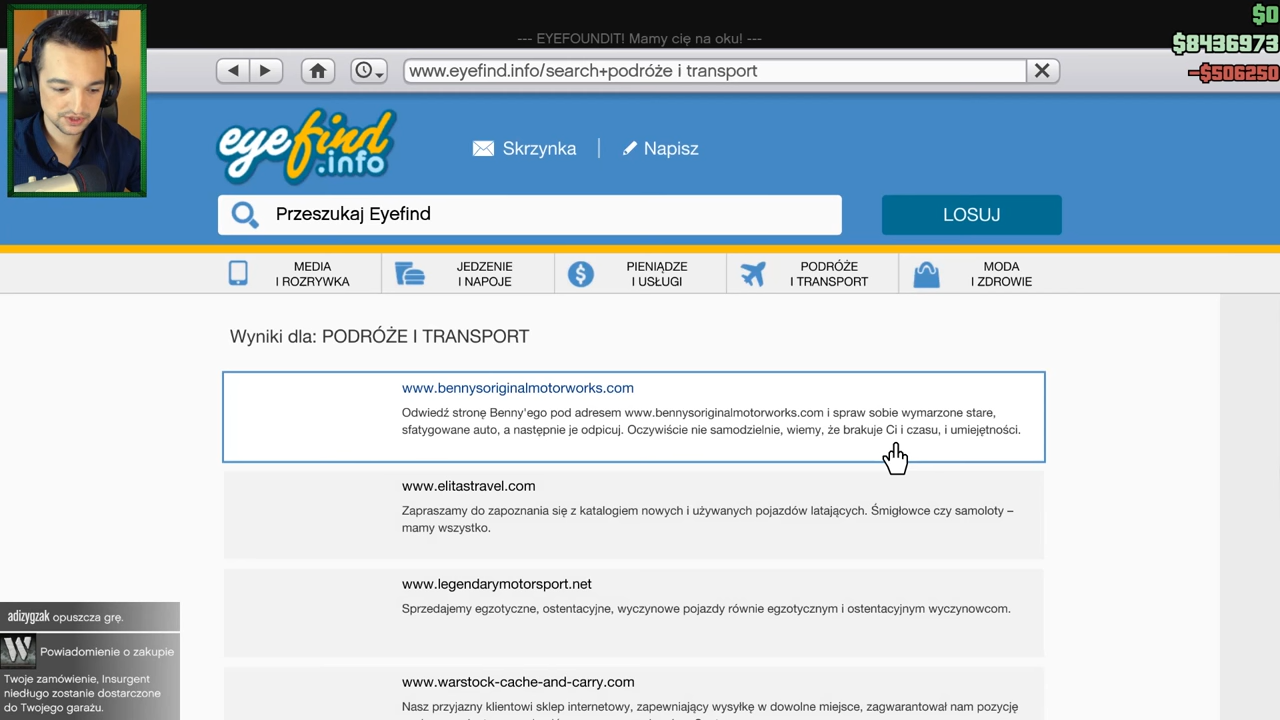 --- EYEFOUNDIT! Mamy cię na oku! ---
$0
$8436973
-$506250
www.eyefind.info/search+podróże i transport
eyefind
.info
Skrzynka
Napisz
Przeszukaj Eyefind
LOSUJ
MEDIA
I ROZRYWKA
JEDZENIE
I NAPOJE
PIENIĄDZE
I USŁUGI
PODRÓŻE
I TRANSPORT
MODA
I ZDROWIE
Wyniki dla: PODRÓŻE I TRANSPORT
www.bennysoriginalmotorworks.com
Odwiedź stronę Benny'ego pod adresem www.bennysoriginalmotorworks.com i spraw sobie wymarzone stare,
sfatygowane auto, a następnie je odpicuj. Oczywiście nie samodzielnie, wiemy, że brakuje Ci i czasu, i umiejętności.
www.elitastravel.com
Zapraszamy do zapoznania się z katalogiem nowych i używanych pojazdów latających. Śmigłowce czy samoloty –
mamy wszystko.
www.legendarymotorsport.net
Sprzedajemy egzotyczne, ostentacyjne, wyczynowe pojazdy równie egzotycznym i ostentacyjnym wyczynowcom.
www.warstock-cache-and-carry.com
Nasz przyjazny klientowi sklep internetowy, zapewniający wysyłkę w dowolne miejsce, zagwarantował nam pozycję
adizygzak opuszcza grę.
W
Powiadomienie o zakupie
Twoje zamówienie, Insurgent
niedługo zostanie dostarczone
do Twojego garażu.